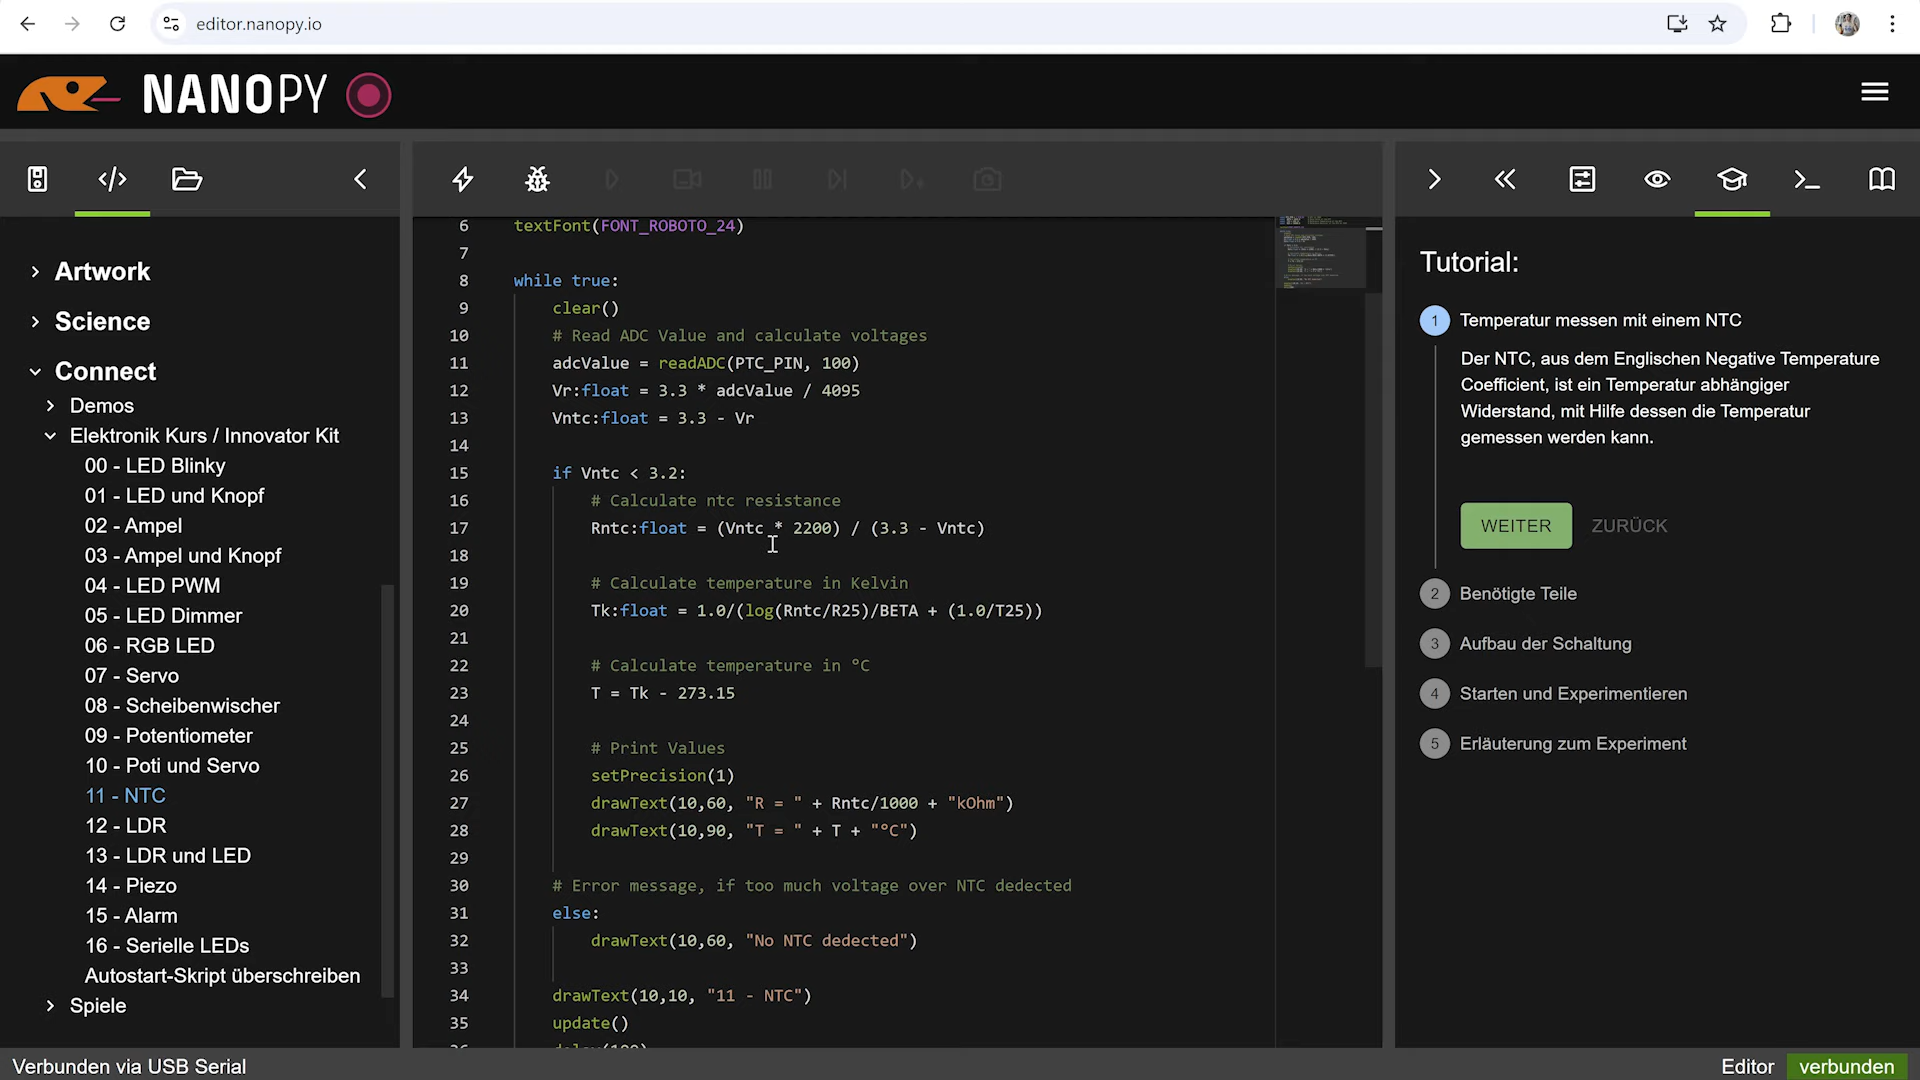 editor.nanopy.io
NANOPY
Artwork
Science
Connect
Demos
Elektronik Kurs / Innovator Kit
00 - LED Blinky
01 - LED und Knopf
02 - Ampel
03 - Ampel und Knopf
04 - LED PWM
05 - LED Dimmer
06 - RGB LED
07 - Servo
08 - Scheibenwischer
09 - Potentiometer
10 - Poti und Servo
11 - NTC
12 - LDR
13 - LDR und LED
14 - Piezo
15 - Alarm
16 - Serielle LEDs
Autostart-Skript überschreiben
Spiele
6 textFont(FONT_ROBOTO_24)
7
8 while true:
9 clear()
10 # Read ADC Value and calculate voltages
11 adcValue = readADC(PTC_PIN, 100)
12 Vr:float = 3.3 * adcValue / 4095
13 Vntc:float = 3.3 - Vr
14
15 if Vntc < 3.2:
16 # Calculate ntc resistance
17 Rntc:float = (Vntc * 2200) / (3.3 - Vntc)
18
19 # Calculate temperature in Kelvin
20 Tk:float = 1.0/(log(Rntc/R25)/BETA + (1.0/T25))
21
22 # Calculate temperature in °C
23 T = Tk - 273.15
24
25 # Print Values
26 setPrecision(1)
27 drawText(10,60, "R = " + Rntc/1000 + "kOhm")
28 drawText(10,90, "T = " + T + "°C")
29
30 # Error message, if too much voltage over NTC dedected
31 else:
32 drawText(10,60, "No NTC dedected")
33
34 drawText(10,10, "11 - NTC")
35 update()
Tutorial:
1 Temperatur messen mit einem NTC
Der NTC, aus dem Englischen Negative Temperature
Coefficient, ist ein Temperatur abhängiger
Widerstand, mit Hilfe dessen die Temperatur
gemessen werden kann.
WEITER ZURÜCK
2 Benötigte Teile
3 Aufbau der Schaltung
4 Starten und Experimentieren
5 Erläuterung zum Experiment
Verbunden via USB Serial
Editor verbunden